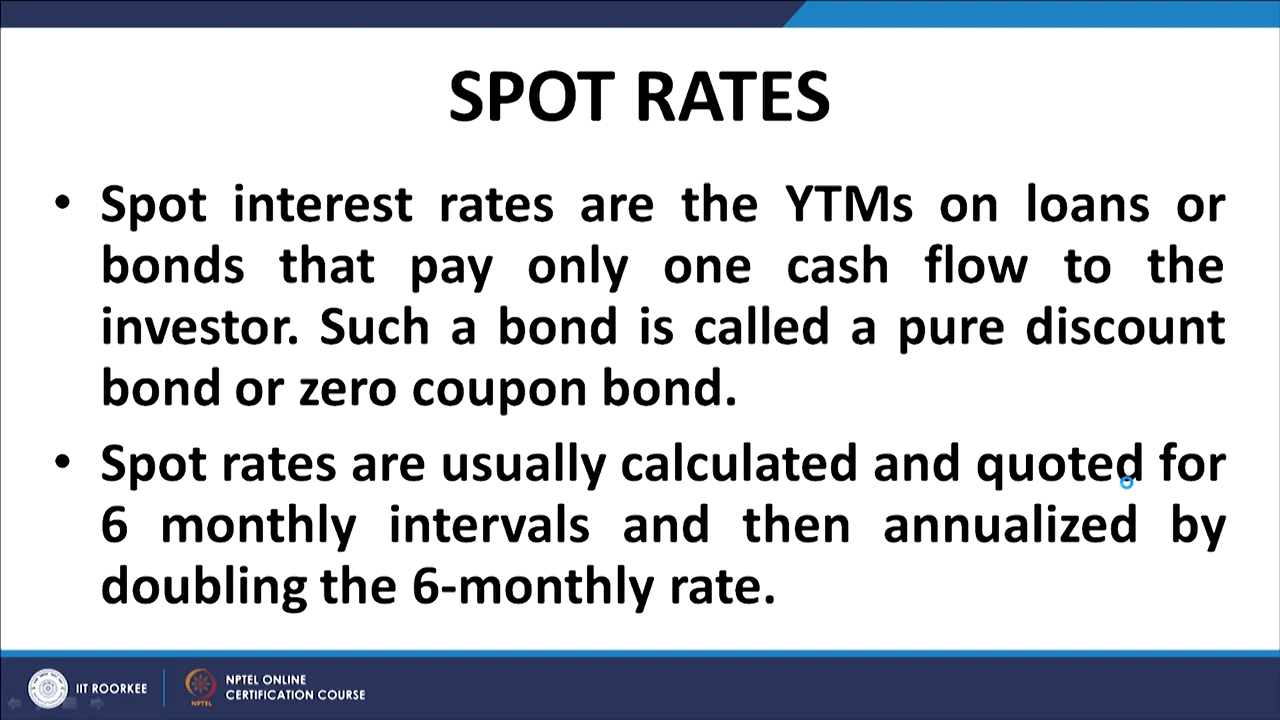 SPOT RATES
• Spot interest rates are the YTMs on loans or
bonds that pay only one cash flow to the
investor. Such a bond is called a pure discount
bond or zero coupon bond.
• Spot rates are usually calculated and quoted for
6 monthly intervals and then annualized by
doubling the 6-monthly rate.
IIT ROORKEE
NPTEL
NPTEL ONLINE
CERTIFICATION COURSE